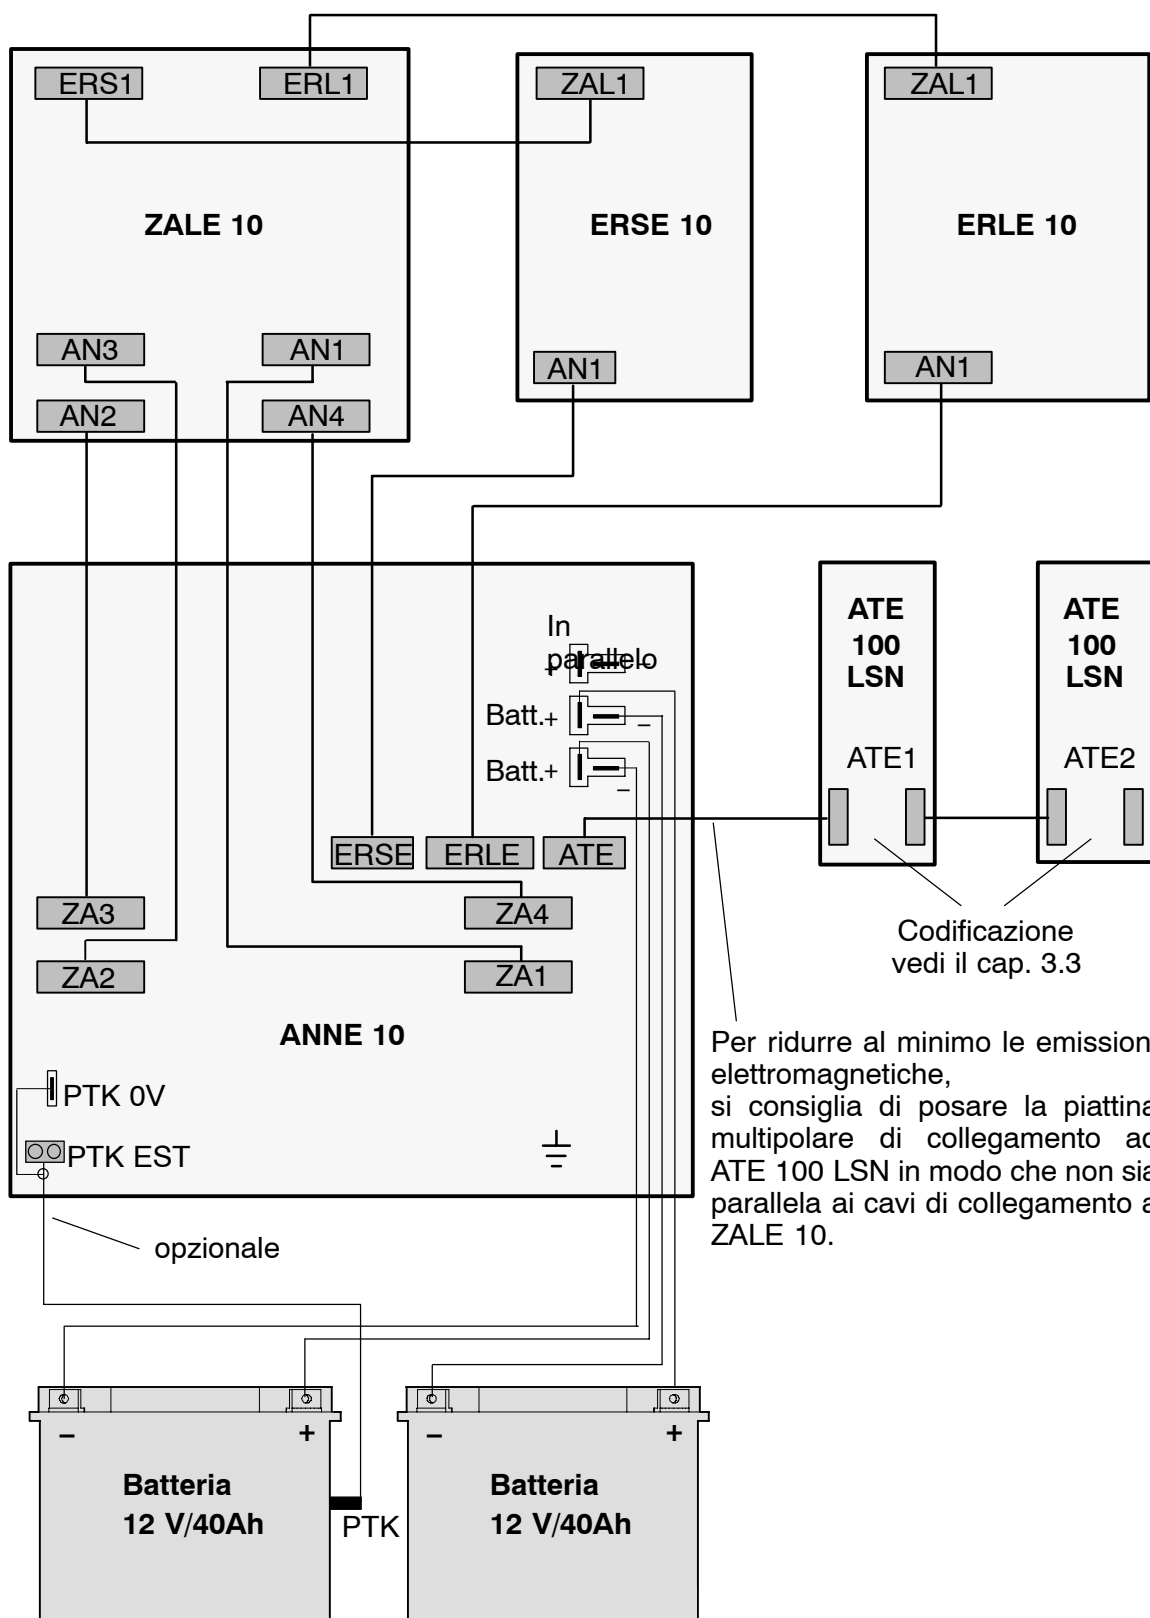 ERS1
ERL1
ZAL1
ZAL1
ZALE 10
ERSE 10
ERLE 10
AN3
AN1
AN2
AN4
AN1
AN1
In
parallelo
+
–
Batt.+
–
Batt.+
–
ATE
100
LSN
ATE
100
LSN
ATE1
ATE2
ERSE
ERLE
ATE
ZA3
ZA4
ZA2
ZA1
Codificazione
vedi il cap. 3.3
ANNE 10
PTK 0V
PTK EST
Per ridurre al minimo le emission
elettromagnetiche,
si consiglia di posare la piattina
multipolare di collegamento ad
ATE 100 LSN in modo che non sia
parallela ai cavi di collegamento a
ZALE 10.
opzionale
– +
– +
Batteria
12 V/40Ah
PTK
Batteria
12 V/40Ah